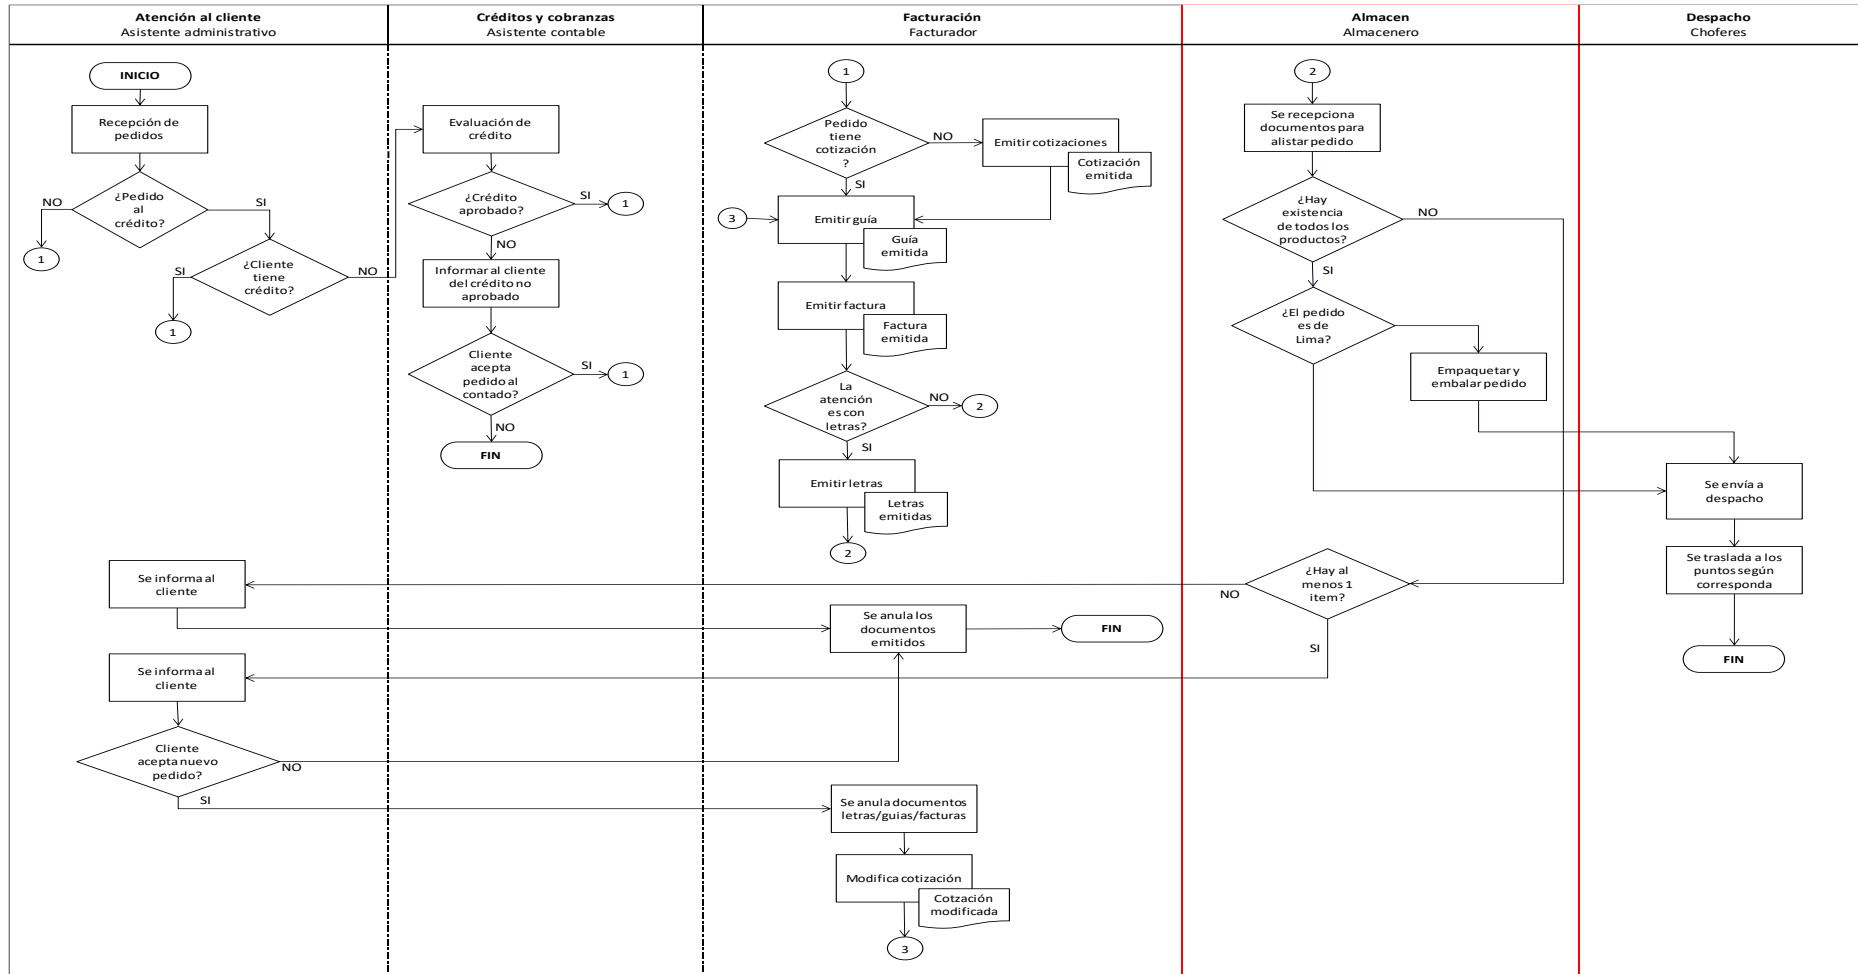 Atención al cliente
Asistente administrativo
Créditos y cobranzas
Asistente contable
Facturación
Facturador
Almacen
Almacenero
Despacho
Choferes
INICIO
Recepción de
pedidos
¿Pedido
al
crédito?
NO
SI
1
¿Cliente
tiene
crédito?
SI
NO
1
Evaluación de
crédito
¿Crédito
aprobado?
SI
1
NO
Informar al cliente
del crédito no
aprobado
Cliente
acepta
pedido al
contado?
SI
1
NO
FIN
1
Pedido
tiene
cotización
?
NO
Emitir cotizaciones
Cotización
emitida
SI
3
Emitir guía
Guía
emitida
Emitir factura
Factura
emitida
La
atención
es con
letras?
NO
2
SI
Emitir letras
Letras
emitidas
2
2
Se recepciona
documentos para
alistar pedido
¿Hay
existencia
de todos los
productos?
NO
SI
¿El pedido
es de
Lima?
Empaquetar y
embalar pedido
Se envía a
despacho
Se traslada a los
puntos según
corresponda
FIN
¿Hay al
menos 1
item?
NO
SI
Se informa al
cliente
Se anula los
documentos
emitidos
FIN
Se informa al
cliente
Cliente
acepta nuevo
pedido?
NO
SI
Se anula documentos
letras/guias/facturas
Modifica cotización
Cotzación
modificada
3